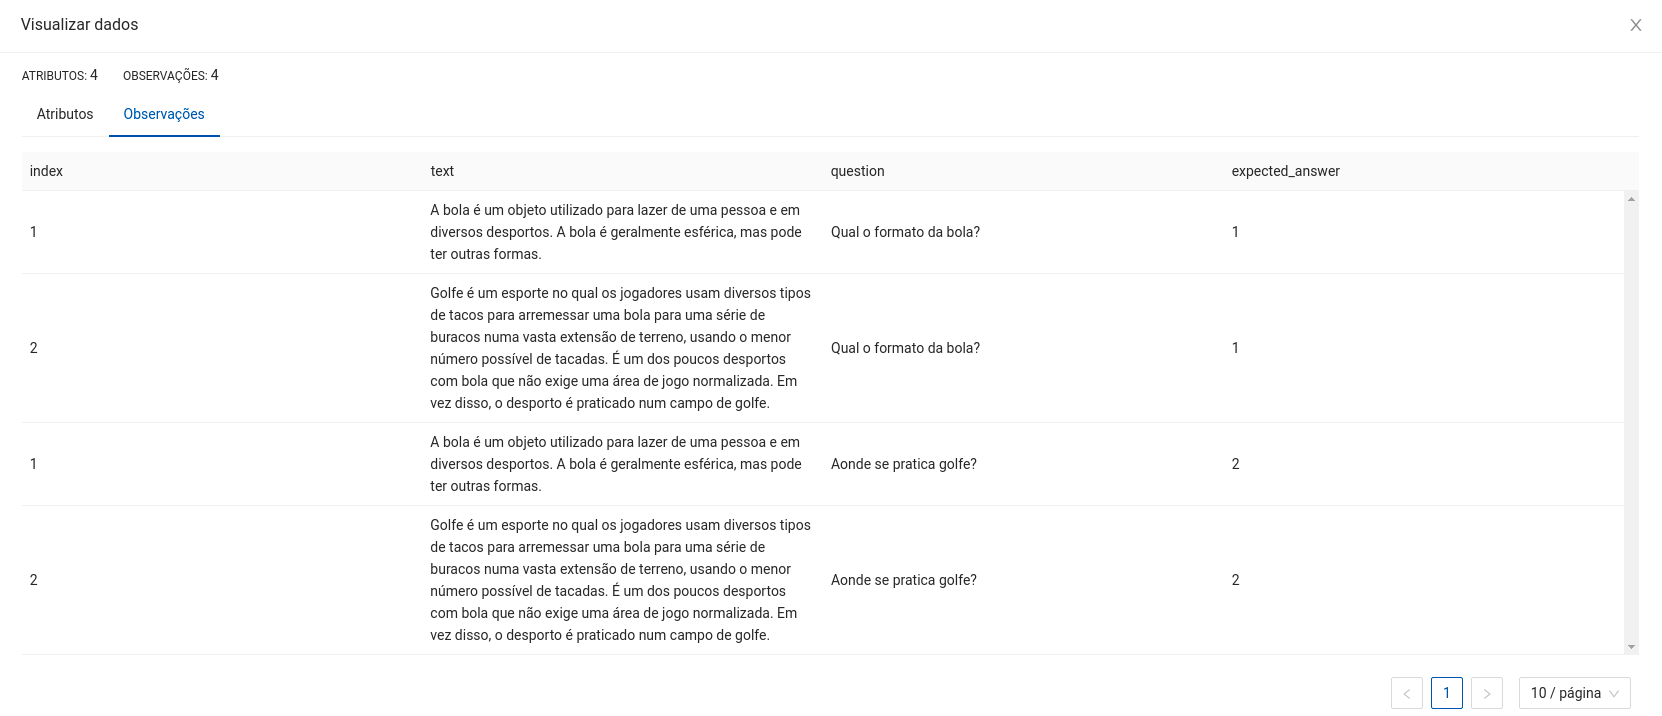 Visualizar dados
ATRIBUTOS: 4 OBSERVAÇÕES: 4
Atributos Observações
index text question expected_answer
1
A bola é um objeto utilizado para lazer de uma pessoa e em
diversos desportos. A bola é geralmente esférica, mas pode
ter outras formas.
Qual o formato da bola?
1
2
Golfe é um esporte no qual os jogadores usam diversos tipos
de tacos para arremessar uma bola para uma série de
buracos numa vasta extensão de terreno, usando o menor
número possível de tacadas. É um dos poucos desportos
com bola que não exige uma área de jogo normalizada. Em
vez disso, o desporto é praticado num campo de golfe.
Qual o formato da bola?
1
1
A bola é um objeto utilizado para lazer de uma pessoa e em
diversos desportos. A bola é geralmente esférica, mas pode
ter outras formas.
Aonde se pratica golfe?
2
2
Golfe é um esporte no qual os jogadores usam diversos tipos
de tacos para arremessar uma bola para uma série de
buracos numa vasta extensão de terreno, usando o menor
número possível de tacadas. É um dos poucos desportos
com bola que não exige uma área de jogo normalizada. Em
vez disso, o desporto é praticado num campo de golfe.
Aonde se pratica golfe?
2
1 10 / página